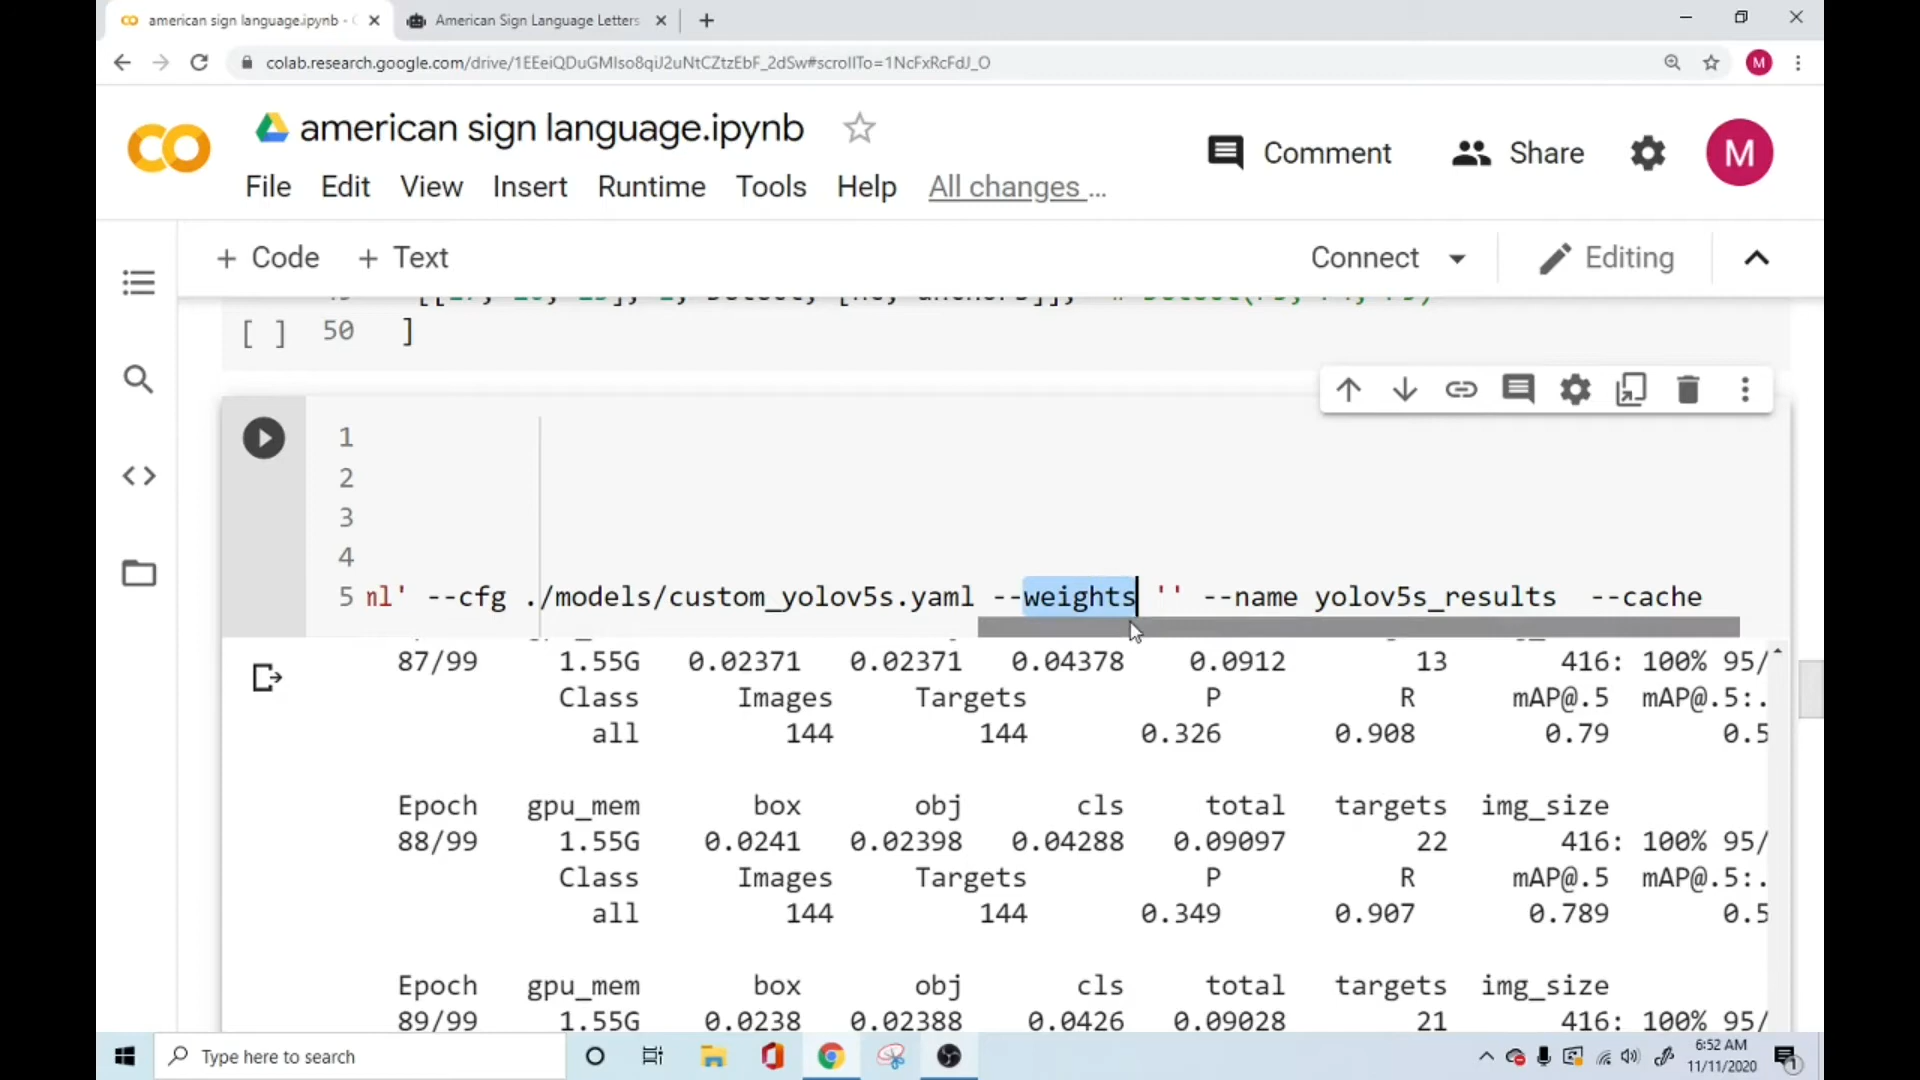 american sign language.ipynb - C
American Sign Language Letters
colab.research.google.com/drive/1EEeiQDuGMIso8qiJ2uNtCZtzEbF_2dSw#scrollTo=1NcFxRcFdJ_O
M
american sign language.ipynb
Comment
Share
M
File Edit View Insert Runtime Tools Help All changes ...
+ Code + Text
Connect
Editing
[ ] 50 ]
1
2
3
4
5 ml' --cfg ./models/custom_yolov5s.yaml --weights '' --name yolov5s_results --cache
87/99 1.55G 0.02371 0.02371 0.04378 0.0912 13 416: 100% 95/
Class Images Targets P R mAP@.5 mAP@.5:.
all 144 144 0.326 0.908 0.79 0.5
Epoch gpu_mem box obj cls total targets img_size
88/99 1.55G 0.0241 0.02398 0.04288 0.09097 22 416: 100% 95/
Class Images Targets P R mAP@.5 mAP@.5:.
all 144 144 0.349 0.907 0.789 0.5
Epoch gpu_mem box obj cls total targets img_size
89/99 1.55G 0.0238 0.02388 0.0426 0.09028 21 416: 100% 95/
Type here to search
6:52 AM
11/11/2020
1